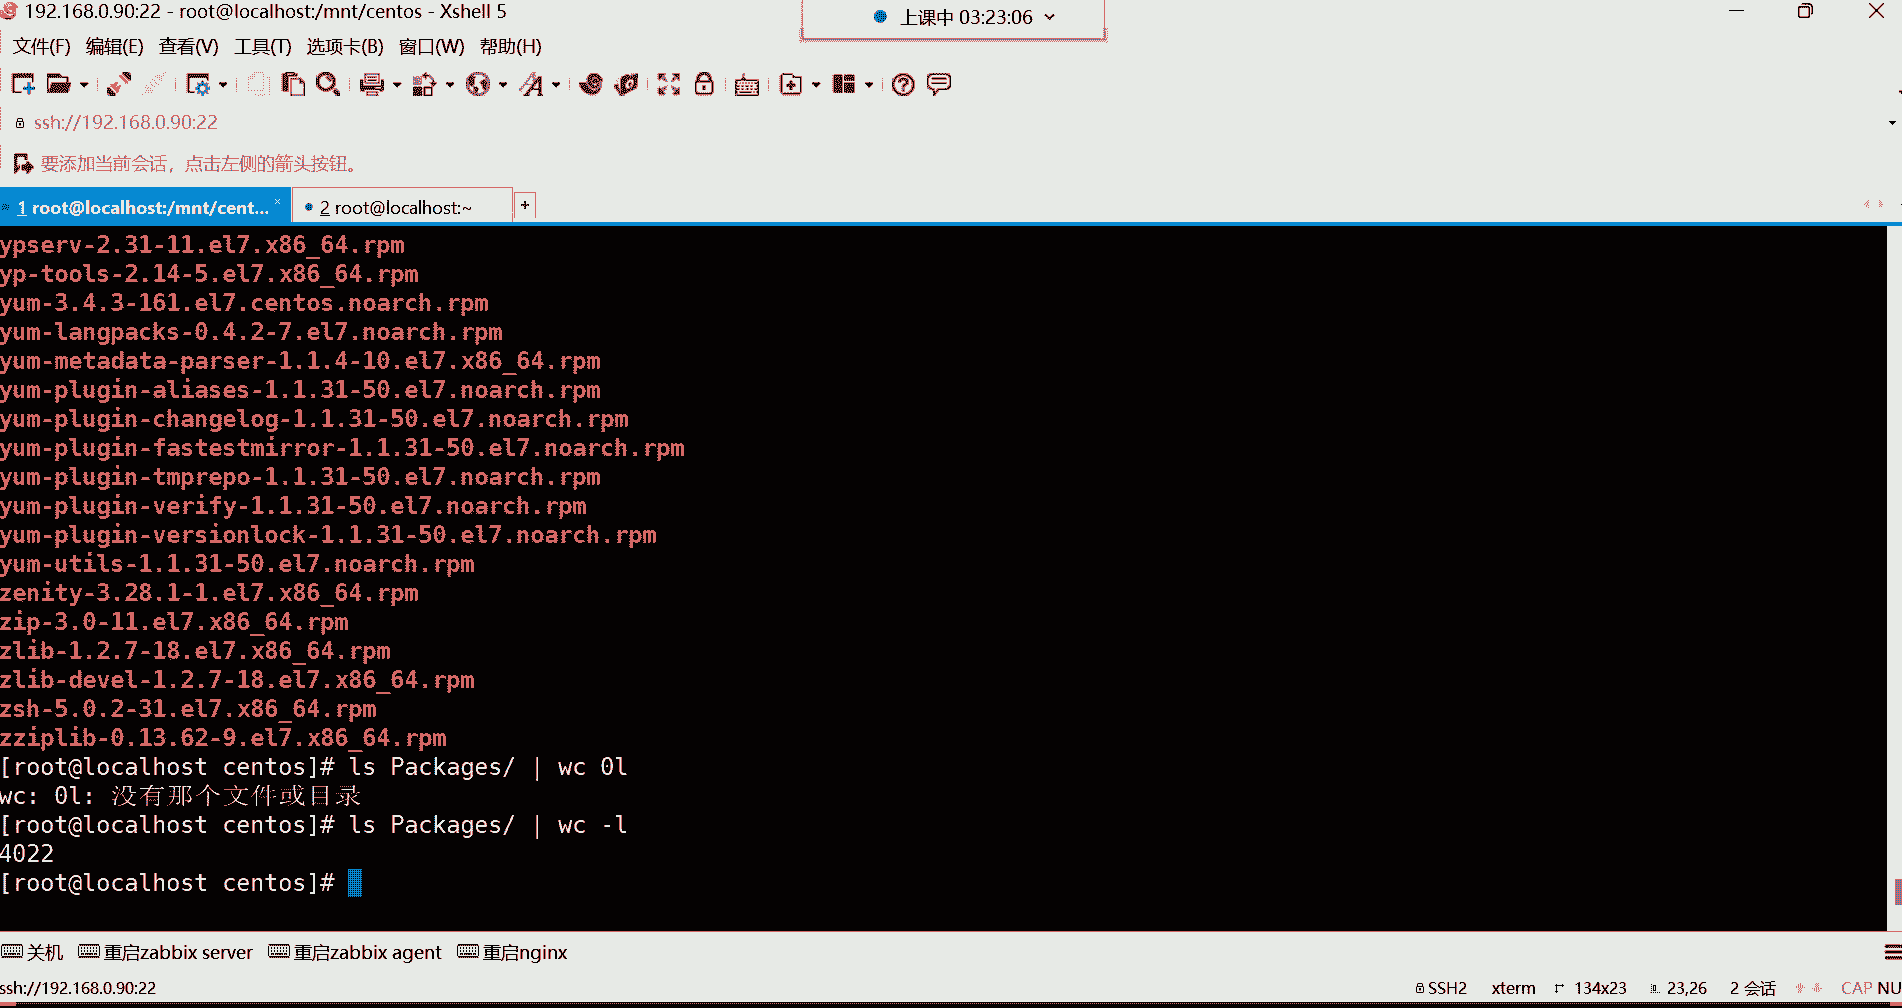 192.168.0.90:22 - root@localhost:/mnt/centos - Xshell 5
上课中 03:23:06
文件(F) 编辑(E) 查看(V) 工具(T) 选项卡(B) 窗口(W) 帮助(H)
ssh://192.168.0.90:22
要添加当前会话，点击左侧的箭头按钮。
1 root@localhost:/mnt/cent... × 2 root@localhost:~ +
ypserv-2.31-11.el7.x86_64.rpm
yp-tools-2.14-5.el7.x86_64.rpm
yum-3.4.3-161.el7.centos.noarch.rpm
yum-langpacks-0.4.2-7.el7.noarch.rpm
yum-metadata-parser-1.1.4-10.el7.x86_64.rpm
yum-plugin-aliases-1.1.31-50.el7.noarch.rpm
yum-plugin-changelog-1.1.31-50.el7.noarch.rpm
yum-plugin-fastestmirror-1.1.31-50.el7.noarch.rpm
yum-plugin-tmprepo-1.1.31-50.el7.noarch.rpm
yum-plugin-verify-1.1.31-50.el7.noarch.rpm
yum-plugin-versionlock-1.1.31-50.el7.noarch.rpm
yum-utils-1.1.31-50.el7.noarch.rpm
zenity-3.28.1-1.el7.x86_64.rpm
zip-3.0-11.el7.x86_64.rpm
zlib-1.2.7-18.el7.x86_64.rpm
zlib-devel-1.2.7-18.el7.x86_64.rpm
zsh-5.0.2-31.el7.x86_64.rpm
zziplib-0.13.62-9.el7.x86_64.rpm
[root@localhost centos]# ls Packages/ | wc 0l
wc: 0l: 没有那个文件或目录
[root@localhost centos]# ls Packages/ | wc -l
4022
[root@localhost centos]#
关机 重启zabbix server 重启zabbix agent 重启nginx
ssh://192.168.0.90:22 SSH2 xterm 134x23 23,26 2 会话 CAP NU